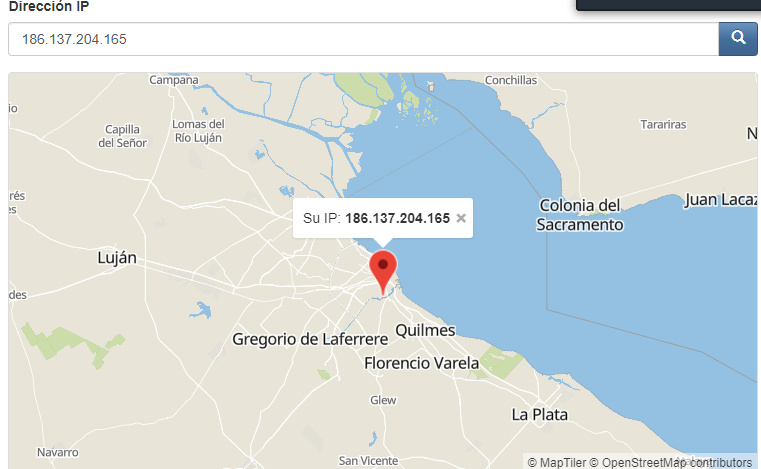 Dirección IP
186.137.204.165
Campana
Conchillas
io
Capilla
del Señor
Lomas del
Río Luján
Tarariras
N
rés
es
Su IP: 186.137.204.165 ×
Colonia del
Sacramento
Juan Lacaz
Luján
des
Gregorio de Laferrere
Quilmes
Florencio Varela
Glew
La Plata
Navarro
San Vicente
© MapTiler © OpenStreetMap contributors